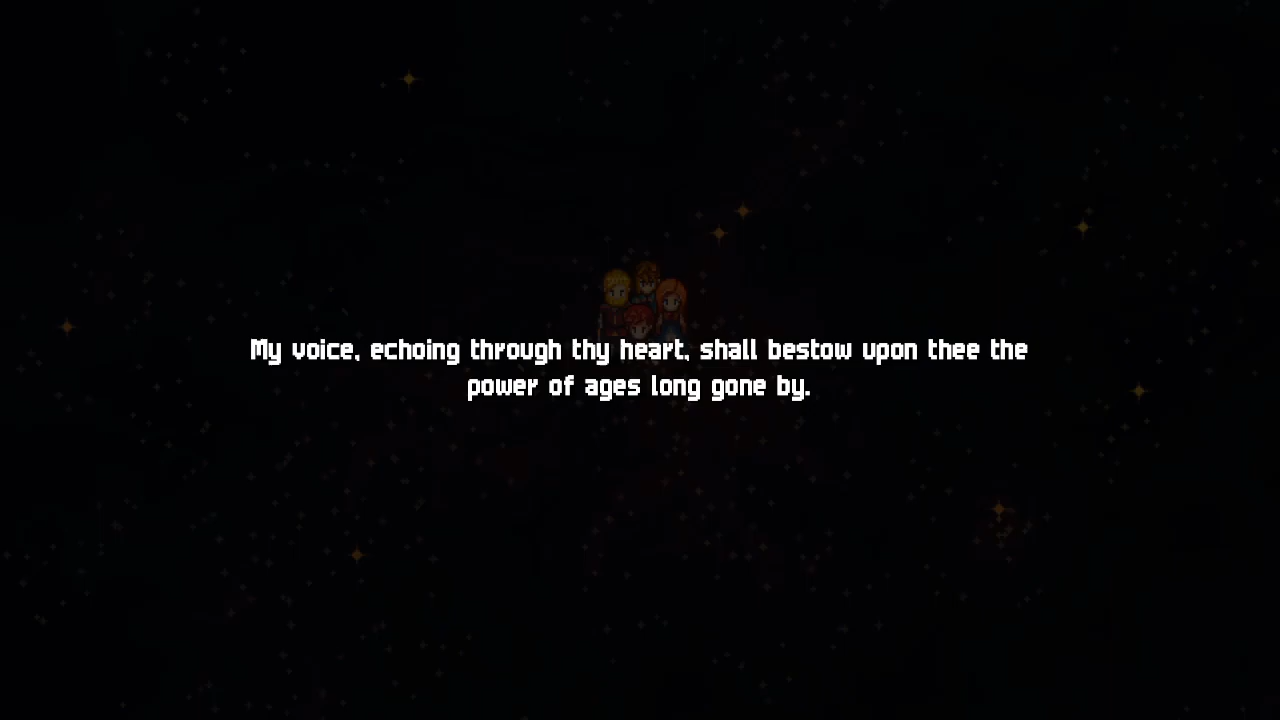 My voice, echoing through thy heart, shall bestow upon thee the
power of ages long gone by.